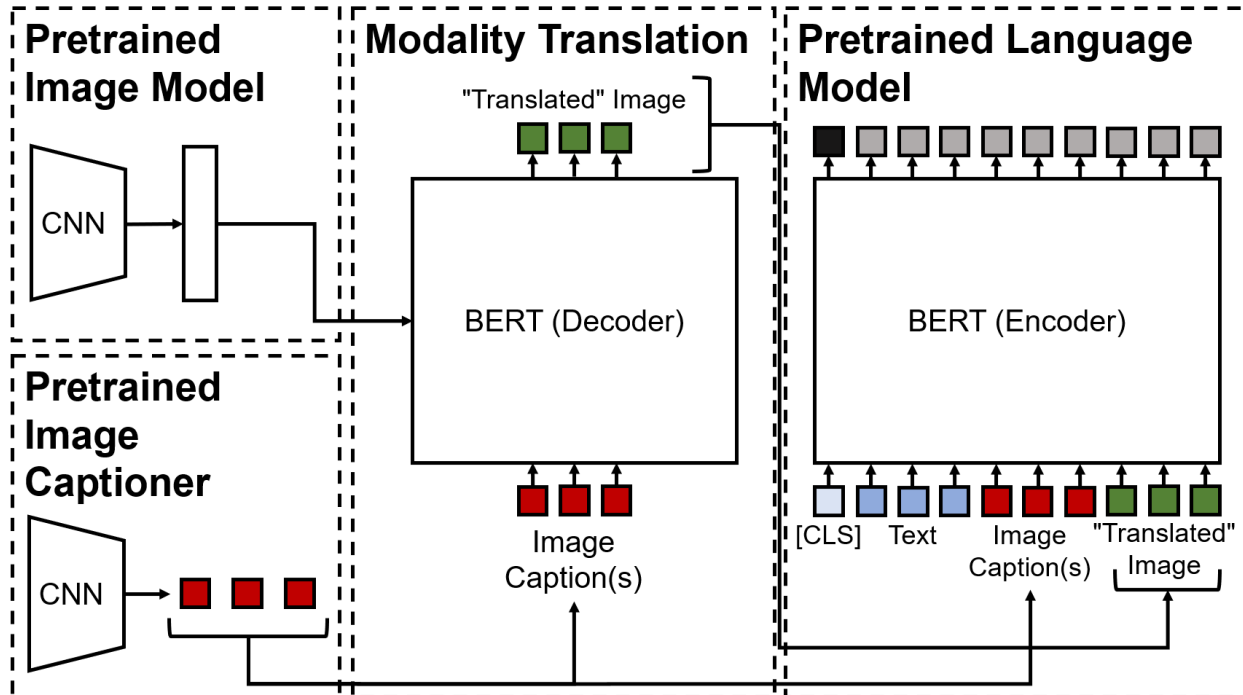 Pretrained
Image Model
CNN
Pretrained
Image
Captioner
CNN
Modality Translation
"Translated" Image
BERT (Decoder)
Image
Caption(s)
Pretrained Language
Model
BERT (Encoder)
[CLS]
Text
Image
Caption(s)
"Translated"
Image